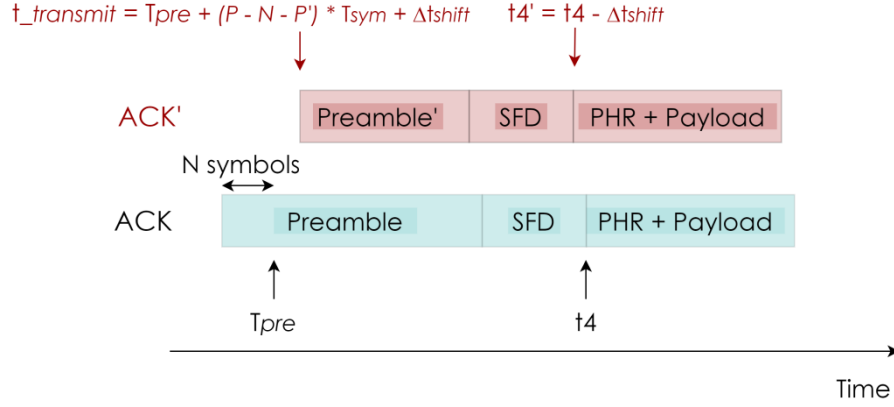 t_transmit = Tpre + (P - N - P') * Tsym + Δtshift
t4' = t4 - Δtshift
ACK'
Preamble'
SFD
PHR + Payload
N symbols
ACK
Preamble
SFD
PHR + Payload
Tpre
t4
Time